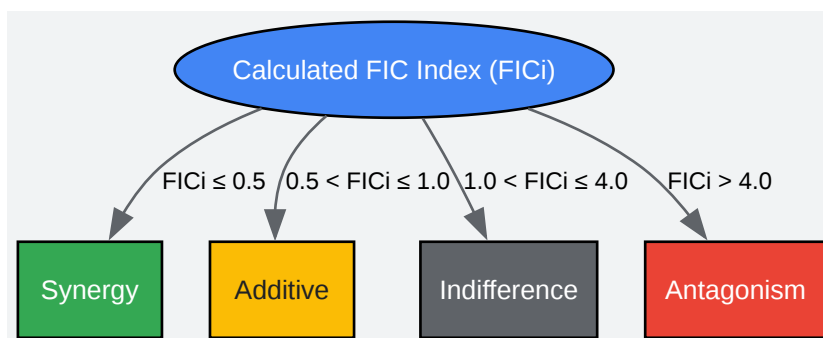 Calculated FIC Index (FICi)
FICi ≤ 0.5
0.5 < FICi ≤ 1.0
1.0 < FICi ≤ 4.0
FICi > 4.0
Synergy
Additive
Indifference
Antagonism